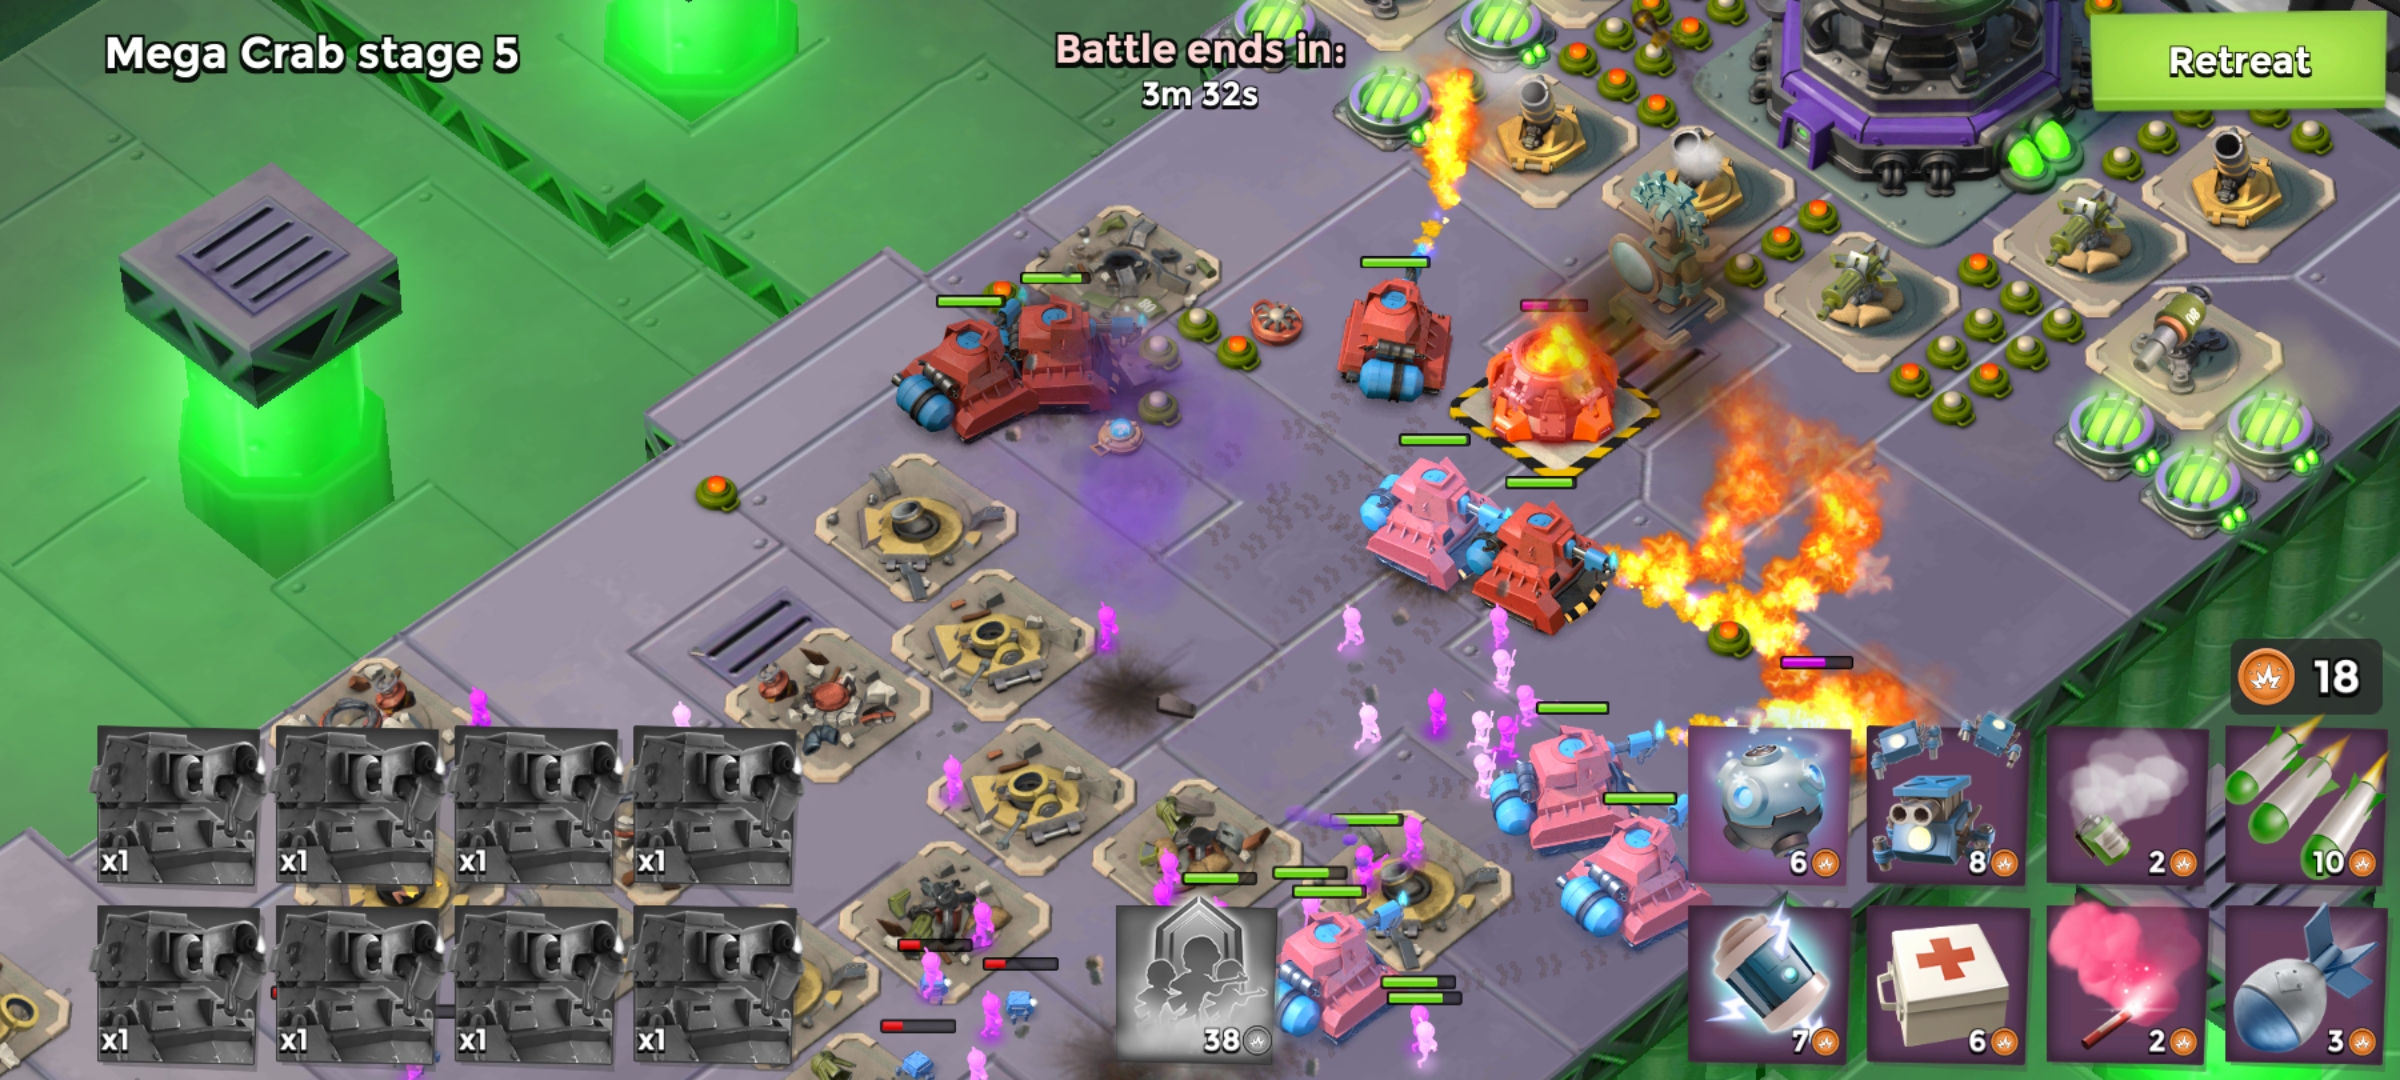 Mega Crab stage 5
Battle ends in:
3m 32s
Retreat
18
x1
x1
x1
x1
6
8
2
10
x1
x1
x1
x1
38
7
6
2
3